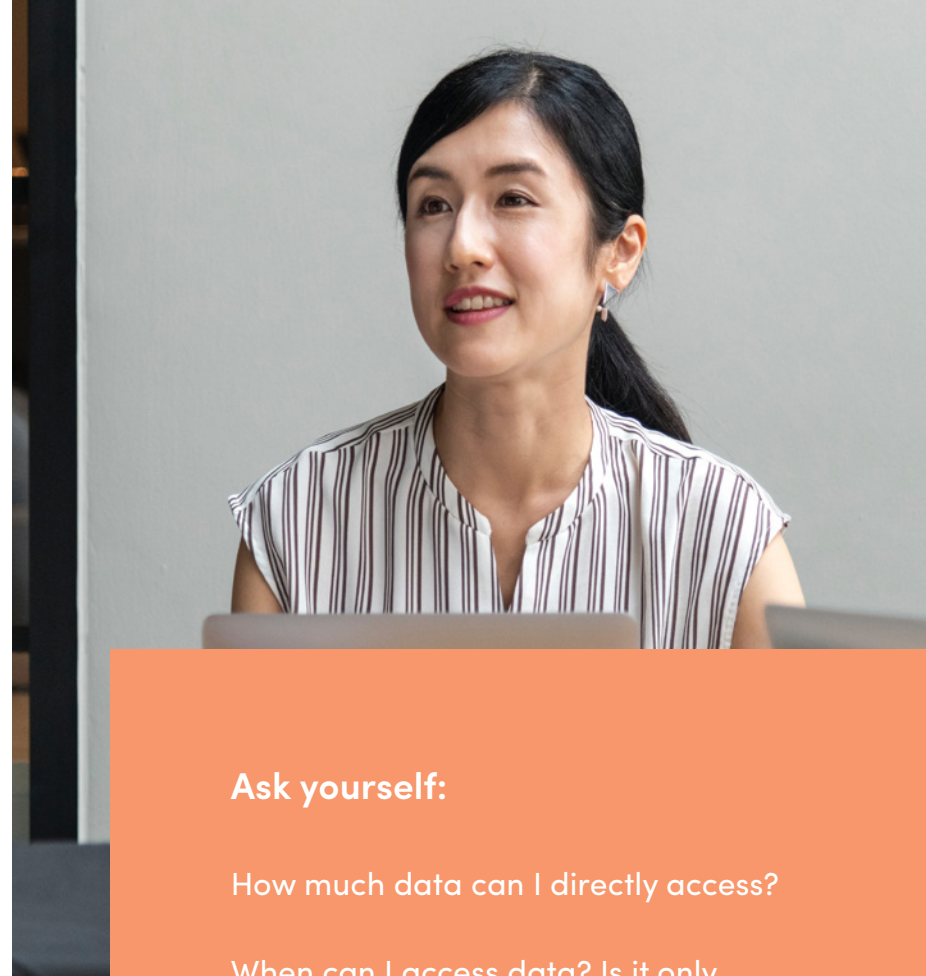 Ask yourself:
How much data can I directly access?
When can I access data? Is it only